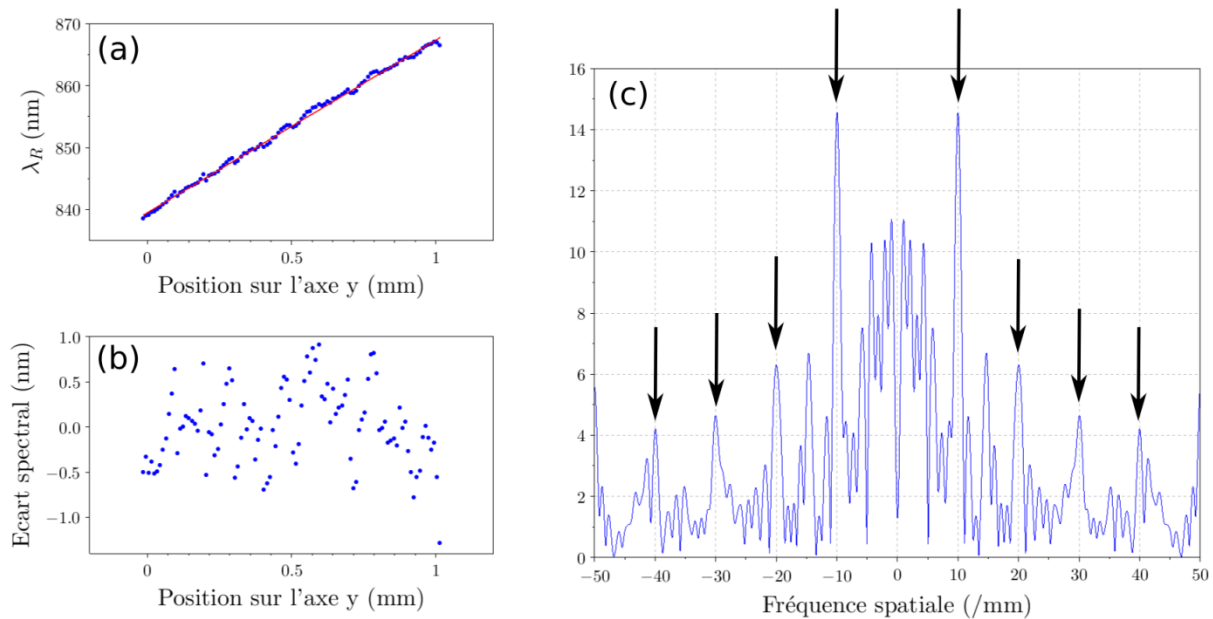 (a)
870
860
850
840
λ_R (nm)
0 0.5 1
Position sur l'axe y (mm)
(b)
1.0
0.5
0.0
−0.5
−1.0
Ecart spectral (nm)
0 0.5 1
Position sur l'axe y (mm)
(c)
16
14
12
10
8
6
4
2
0
−50 −40 −30 −20 −10 0 10 20 30 40 50
Fréquence spatiale (/mm)